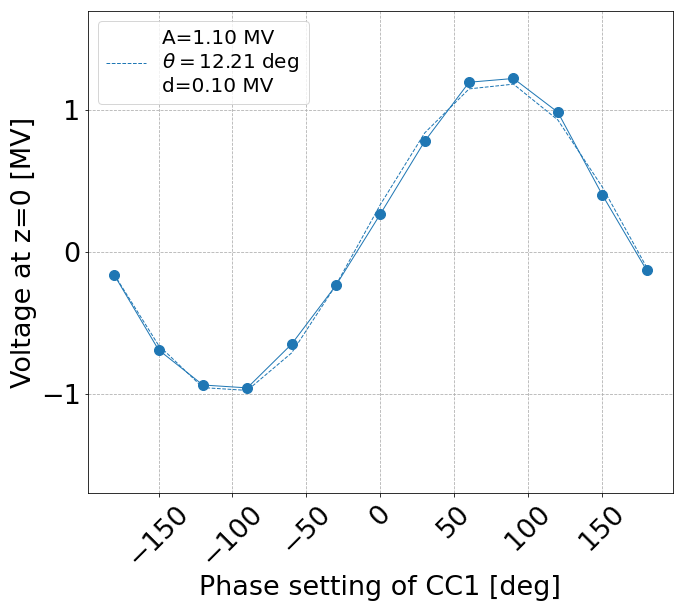 A=1.10 MV
θ = 12.21 deg
d=0.10 MV
Voltage at z=0 [MV]
1
0
−1
−150
−100
−50
0
50
100
150
Phase setting of CC1 [deg]